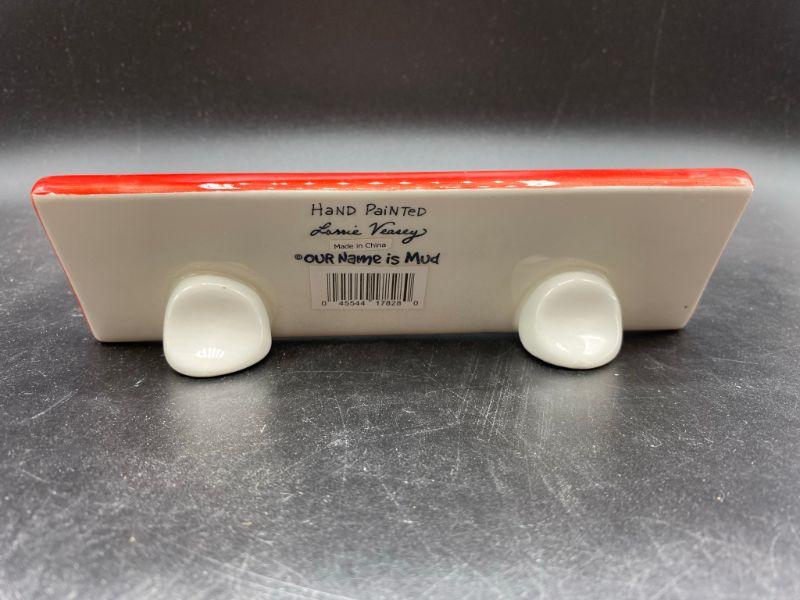 HAND PAINTED
Lorrie Veasey
Made in China
©OUR NAME is MUD
0 45544 17828 0